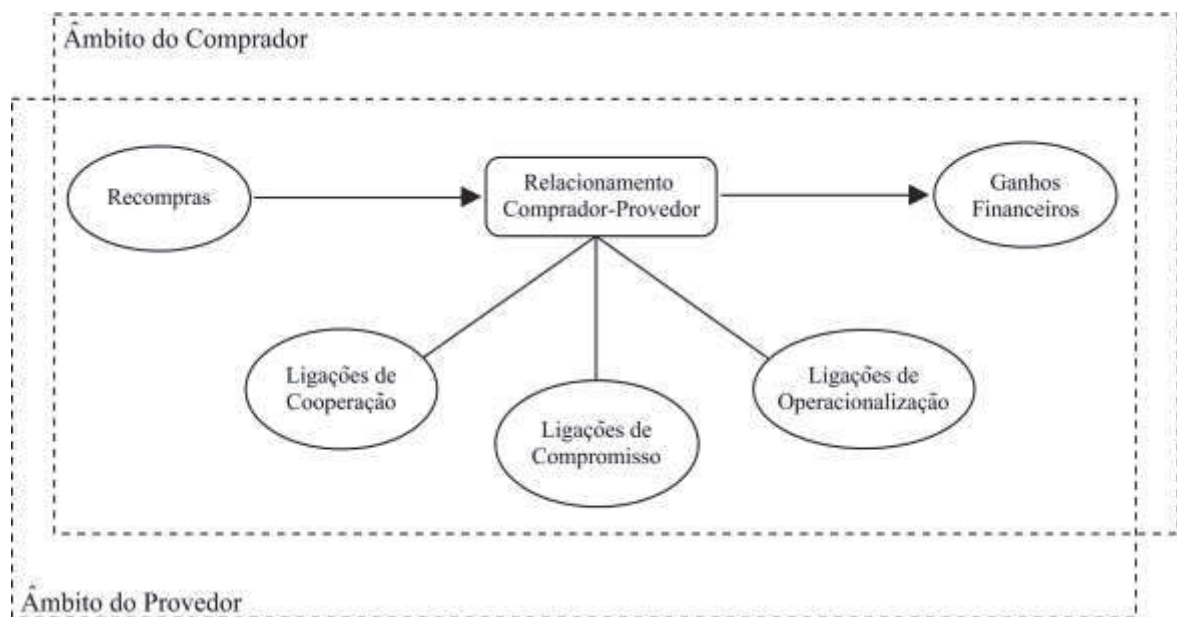 Âmbito do Comprador
Recompras
Relacionamento
Comprador-Provedor
Ganhos
Financeiros
Ligações de
Cooperação
Ligações de
Compromisso
Ligações de
Operacionalização
Âmbito do Provedor